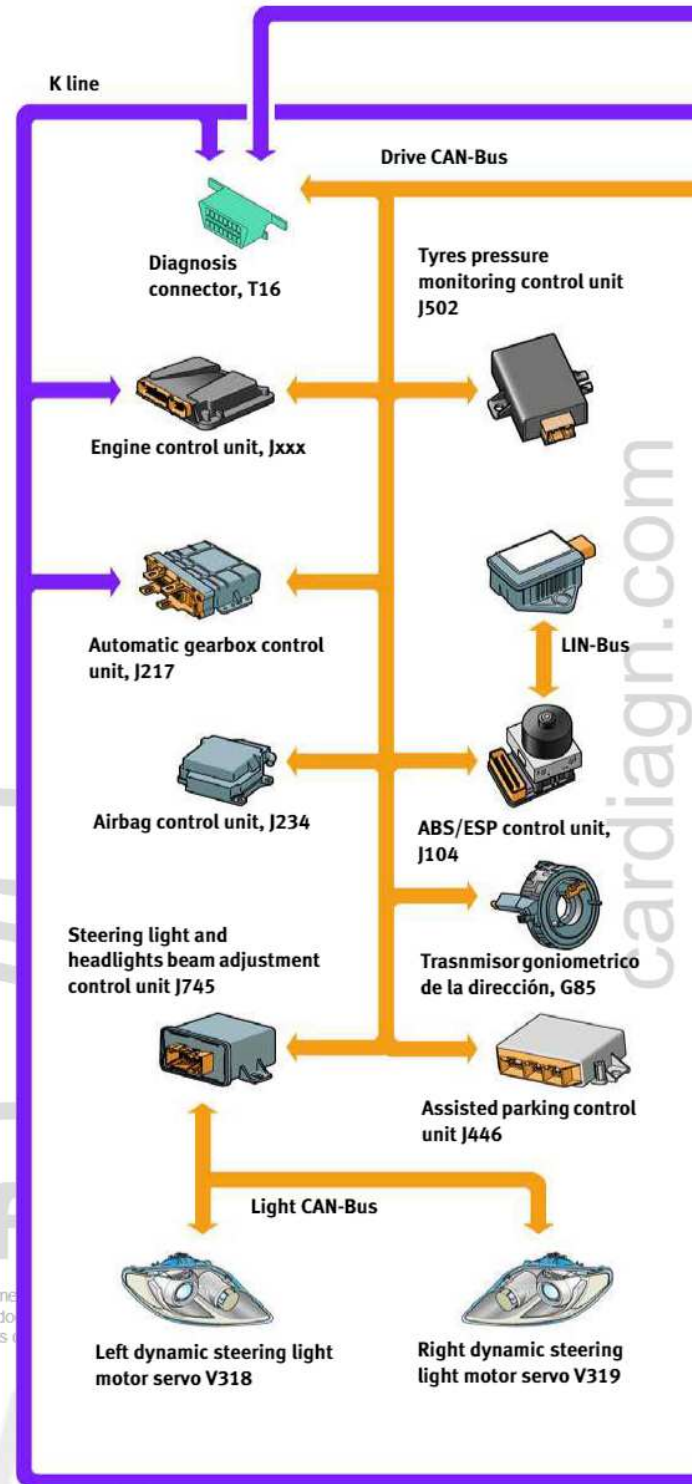 K line
Drive CAN-Bus
Diagnosis
connector, T16
Tyres pressure
monitoring control unit
J502
Engine control unit, Jxxx
Automatic gearbox control
unit, J217
LIN-Bus
Airbag control unit, J234
ABS/ESP control unit,
J104
Steering light and
headlights beam adjustment
control unit J745
Trasnmisor goniometrico
de la dirección, G85
Assisted parking control
unit J446
Light CAN-Bus
Left dynamic steering light
motor servo V318
Right dynamic steering
light motor servo V319
cardiagn.com